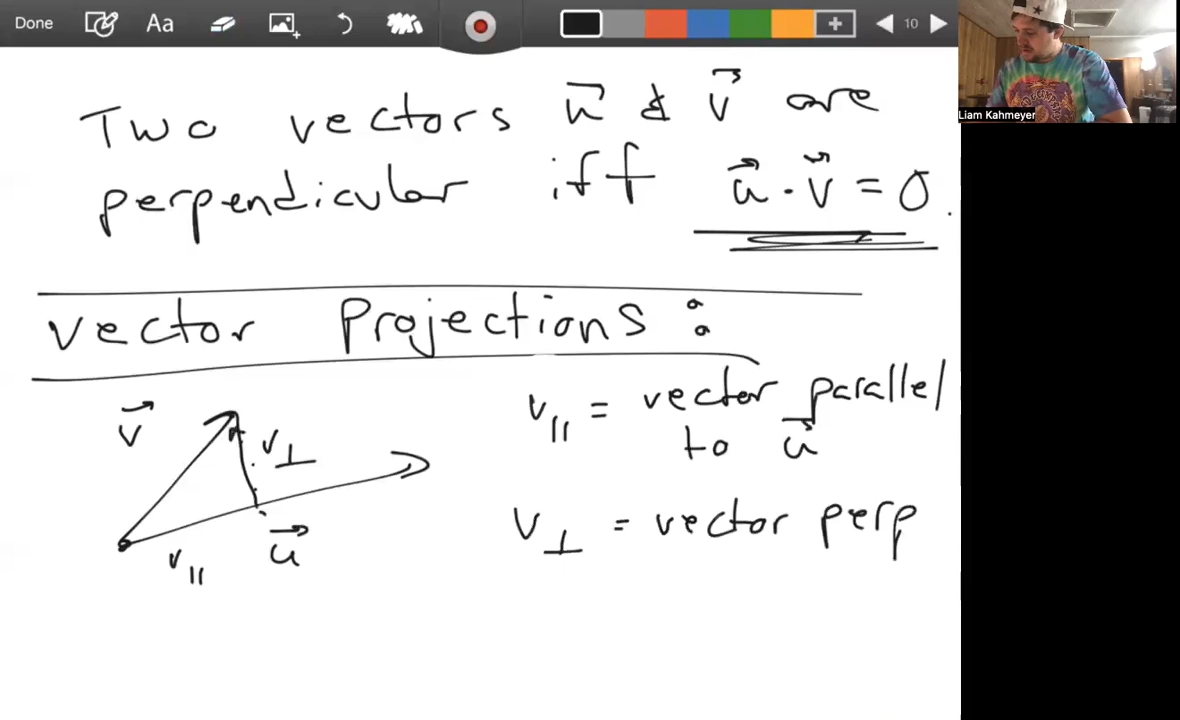 Done Aa 10
Liam Kahmeyer
Two vectors u⃗ & v⃗ are
perpendicular iff u⃗ · v⃗ = 0.
Vector Projections:
v⃗
v⊥
v∥ u⃗
v∥ = vector parallel
to u⃗
v⊥ = vector perp